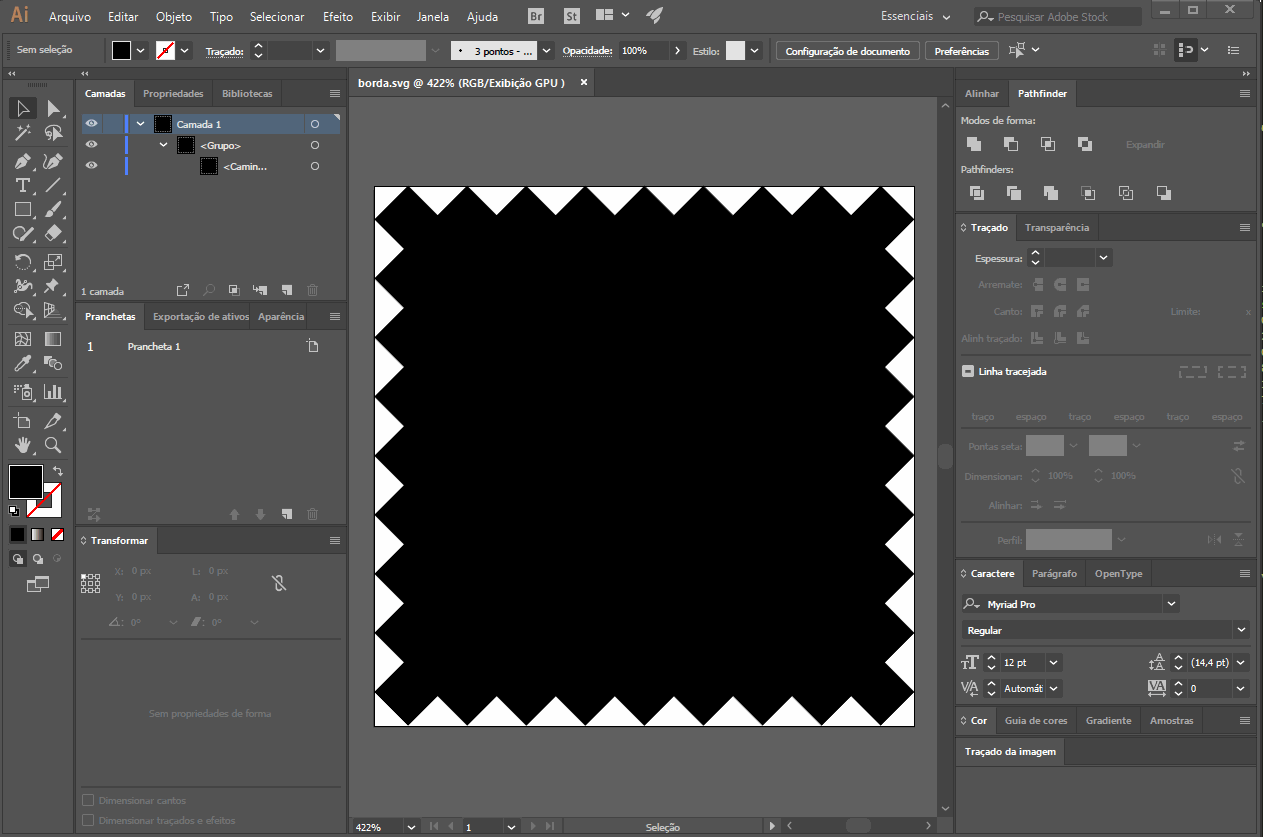 Ai Arquivo Editar Objeto Tipo Selecionar Efeito Exibir Janela Ajuda Br St Essenciais Pesquisar Adobe Stock
Sem seleção Traçado: 3 pontos - ... Opacidade: 100% Estilo: Configuração de documento Preferências
borda.svg @ 422% (RGB/Exibição GPU ) ×
Camadas Propriedades Bibliotecas
Camada 1
<Grupo>
<Camin...
1 camada
Pranchetas Exportação de ativos Aparência
1 Prancheta 1
Transformar
X: 0 px L: 0 px
Y: 0 px A: 0 px
0° 0°
Sem propriedades de forma
Dimensionar cantos
Dimensionar traçados e efeitos
422% 1 Seleção
Alinhar Pathfinder
Modos de forma:
Expandir
Pathfinders:
Traçado Transparência
Espessura:
Arremate:
Canto: Limite: x
Alinh traçado:
Linha tracejada
traço espaço traço espaço traço espaço
Pontas seta:
Dimensionar: 100% 100%
Alinhar:
Perfil:
Caractere Parágrafo OpenType
Myriad Pro
Regular
12 pt (14,4 pt)
Automát 0
Cor Guia de cores Gradiente Amostras
Traçado da imagem